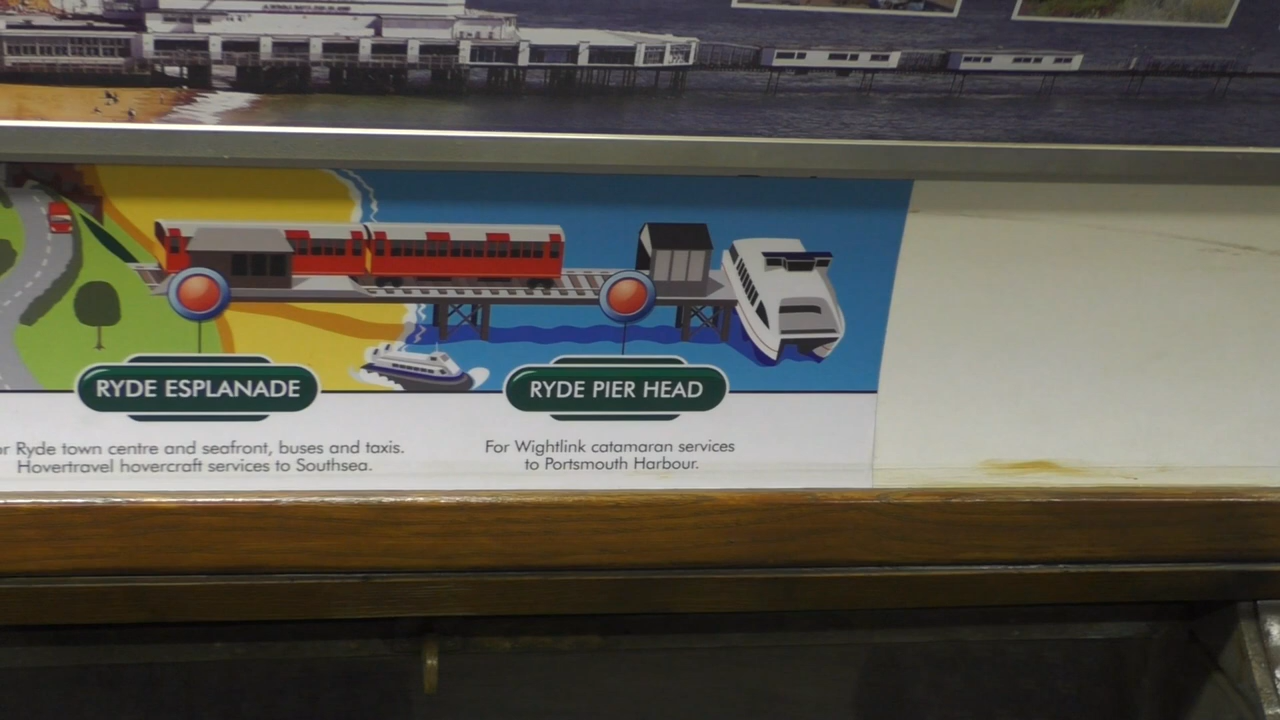 RYDE ESPLANADE
or Ryde town centre and seafront, buses and taxis.
Hovertravel hovercraft services to Southsea.
RYDE PIER HEAD
For Wightlink catamaran services
to Portsmouth Harbour.